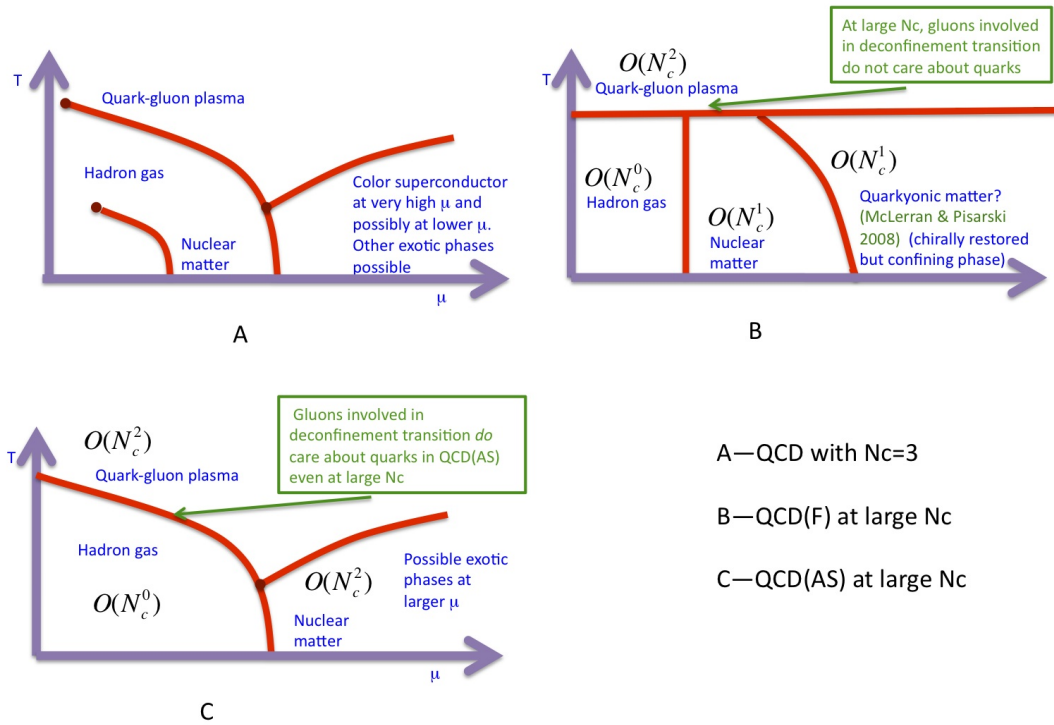 T
Quark-gluon plasma
Hadron gas
Nuclear
matter
Color superconductor
at very high μ and
possibly at lower μ.
Other exotic phases
possible
μ
A
At large Nc, gluons involved
in deconfinement transition
do not care about quarks
T
O(N_c^2)
Quark-gluon plasma
O(N_c^0)
Hadron gas
O(N_c^1)
Nuclear
matter
O(N_c^1)
Quarkyonic matter?
(McLerran & Pisarski
2008) (chirally restored
but confining phase)
B
Gluons involved in
deconfinement transition do
care about quarks in QCD(AS)
even at large Nc
T
O(N_c^2)
Quark-gluon plasma
Hadron gas
O(N_c^0)
O(N_c^2)
Nuclear
matter
Possible exotic
phases at
larger μ
μ
C
A—QCD with Nc=3
B—QCD(F) at large Nc
C—QCD(AS) at large Nc